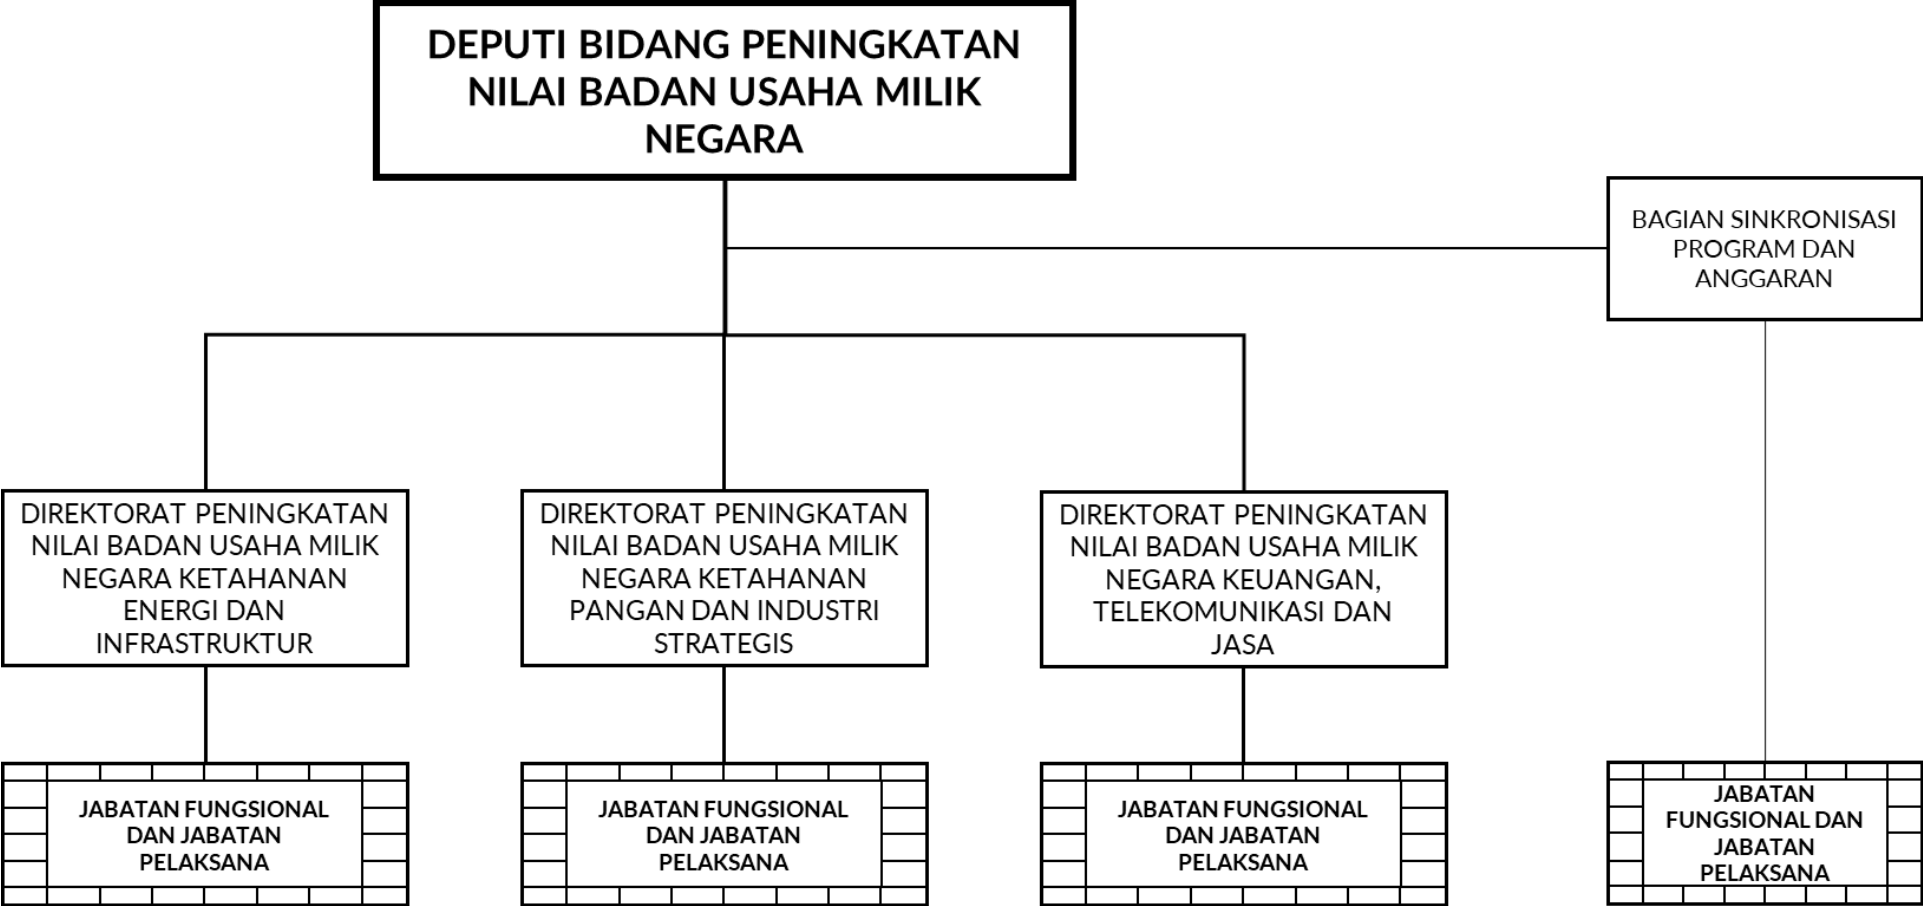 DEPUTI BIDANG PENINGKATAN
NILAI BADAN USAHA MILIK
NEGARA
BAGIAN SINKRONISASI
PROGRAM DAN
ANGGARAN
DIREKTORAT PENINGKATAN
NILAI BADAN USAHA MILIK
NEGARA KETAHANAN
ENERGI DAN
INFRASTRUKTUR
DIREKTORAT PENINGKATAN
NILAI BADAN USAHA MILIK
NEGARA KETAHANAN
PANGAN DAN INDUSTRI
STRATEGIS
DIREKTORAT PENINGKATAN
NILAI BADAN USAHA MILIK
NEGARA KEUANGAN,
TELEKOMUNIKASI DAN
JASA
JABATAN FUNGSIONAL
DAN JABATAN
PELAKSANA
JABATAN FUNGSIONAL
DAN JABATAN
PELAKSANA
JABATAN FUNGSIONAL
DAN JABATAN
PELAKSANA
JABATAN
FUNGSIONAL DAN
JABATAN
PELAKSANA